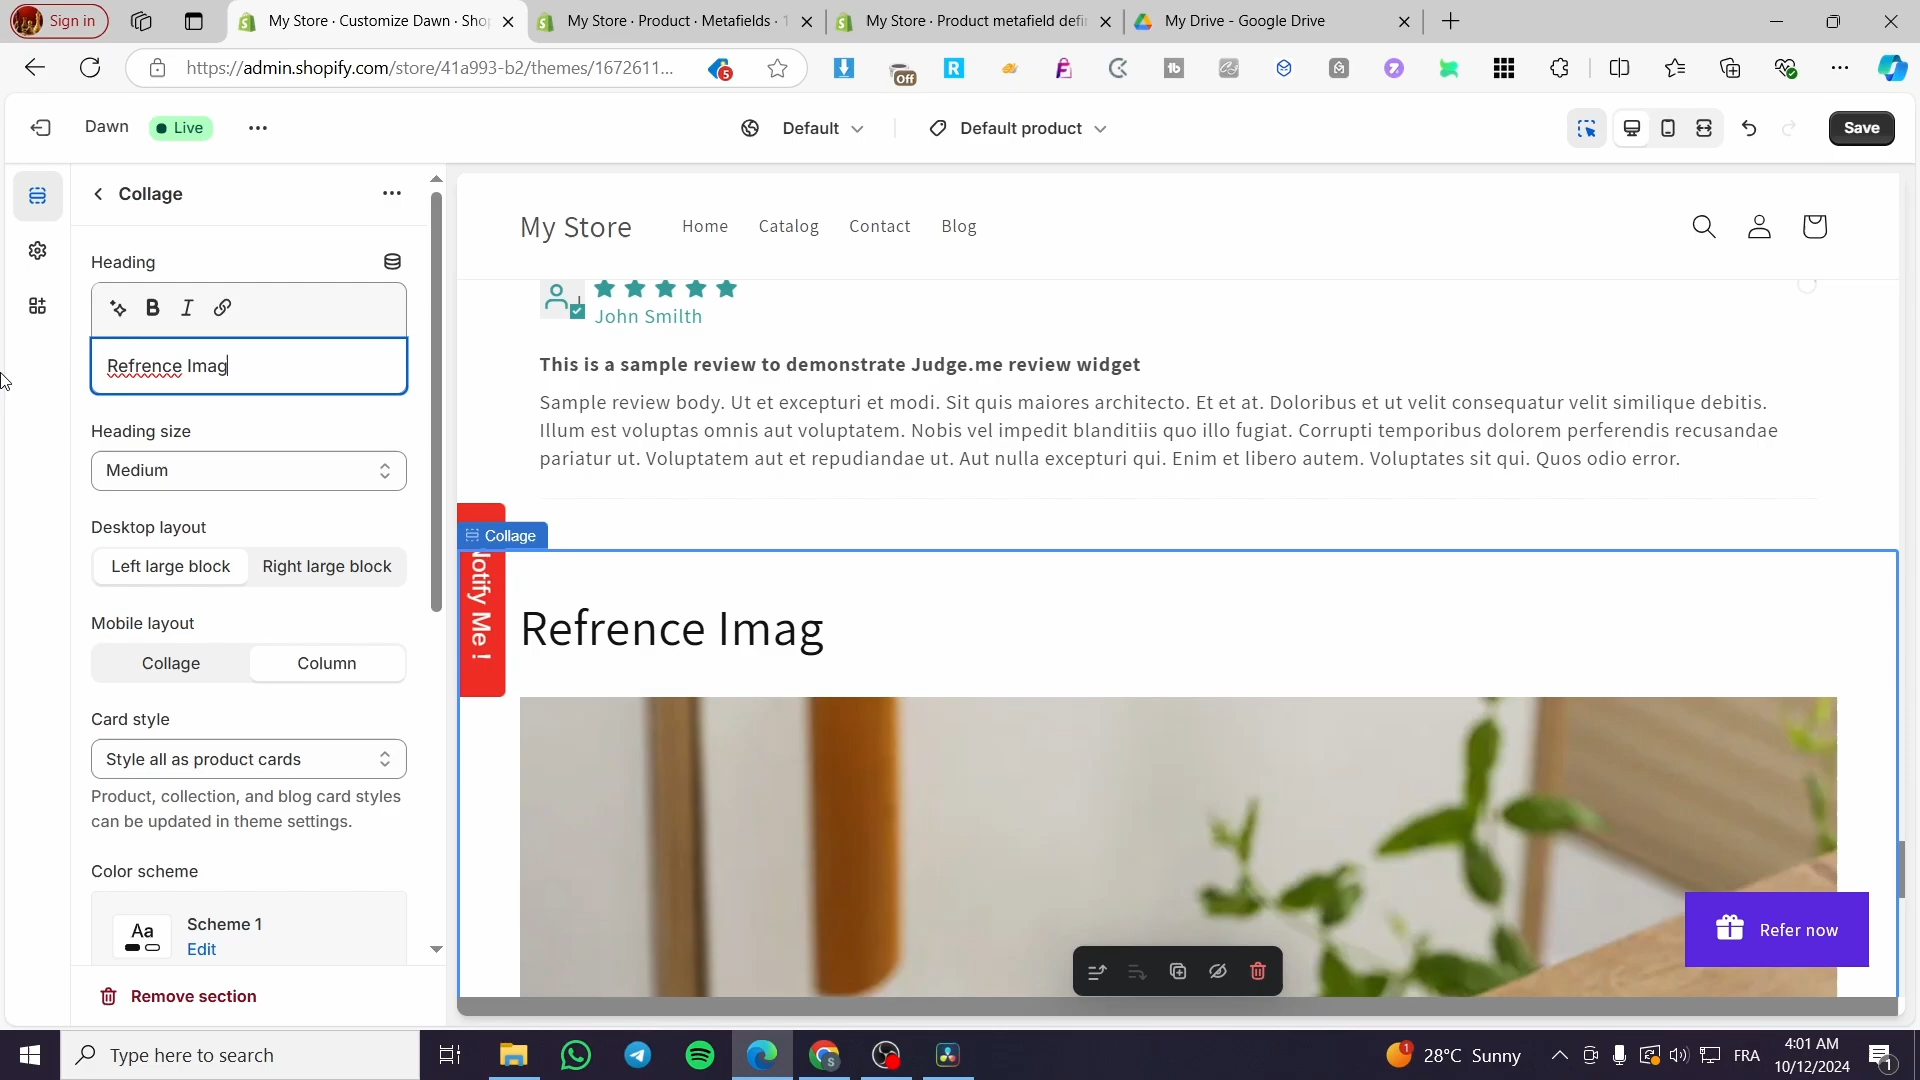 Sign in
My Store · Customize Dawn · Shop
My Store · Product · Metafields ·
My Store · Product metafield defi
My Drive - Google Drive
https://admin.shopify.com/store/41a993-b2/themes/1672611...
5
Off
Dawn
Live
Default
Default product
Save
Collage
Heading
B I
Refrence Imag
Heading size
Medium
Desktop layout
Left large block
Right large block
Mobile layout
Collage
Column
Card style
Style all as product cards
Product, collection, and blog card styles
can be updated in theme settings.
Color scheme
Aa
Scheme 1
Edit
Remove section
My Store
Home
Catalog
Contact
Blog
John Smilth
This is a sample review to demonstrate Judge.me review widget
Sample review body. Ut et excepturi et modi. Sit quis maiores architecto. Et et at. Doloribus et ut velit consequatur velit similique debitis.
Illum est voluptas omnis aut voluptatem. Nobis vel impedit blanditiis quo illo fugiat. Corrupti temporibus dolorem perferendis recusandae
pariatur ut. Voluptatem aut et repudiandae ut. Aut nulla excepturi qui. Enim et libero autem. Voluptates sit qui. Quos odio error.
Collage
Notify Me !
Refrence Imag
Refer now
Type here to search
1
28°C Sunny
FRA
4:01 AM
10/12/2024
1